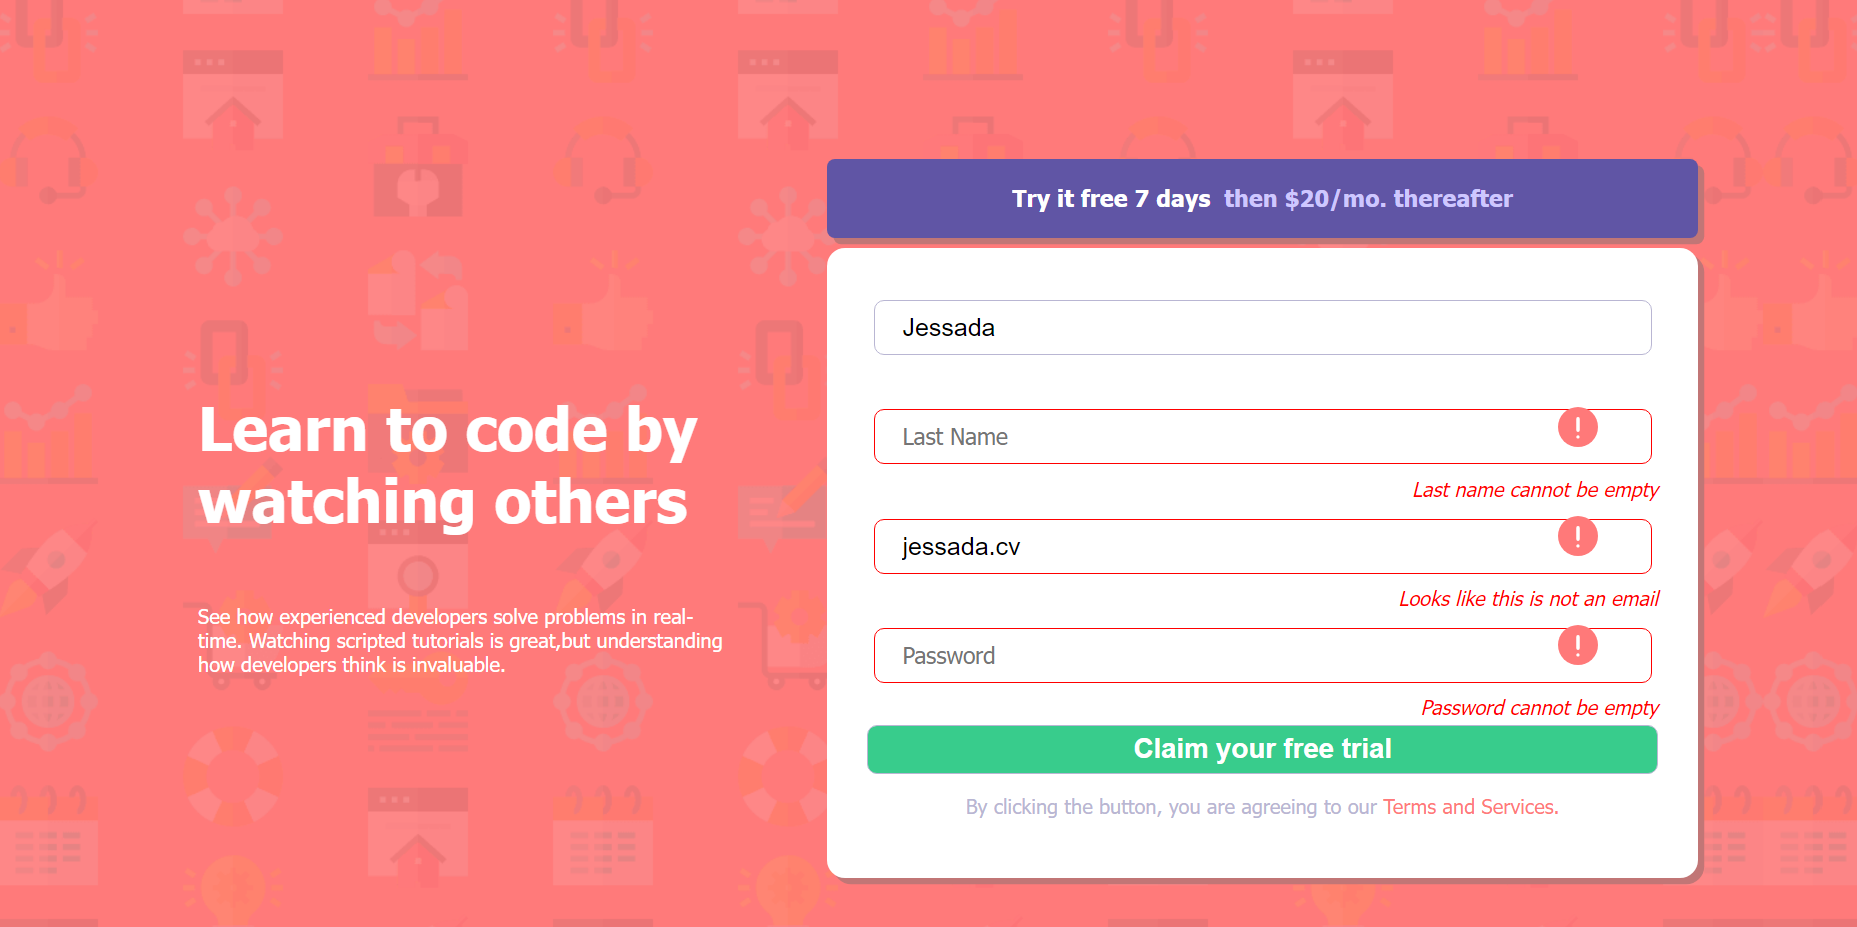 Learn to code by
watching others
See how experienced developers solve problems in real-
time. Watching scripted tutorials is great,but understanding
how developers think is invaluable.
Try it free 7 days then $20/mo. thereafter
Jessada
Last Name
Last name cannot be empty
jessada.cv
Looks like this is not an email
Password
Password cannot be empty
Claim your free trial
By clicking the button, you are agreeing to our Terms and Services.